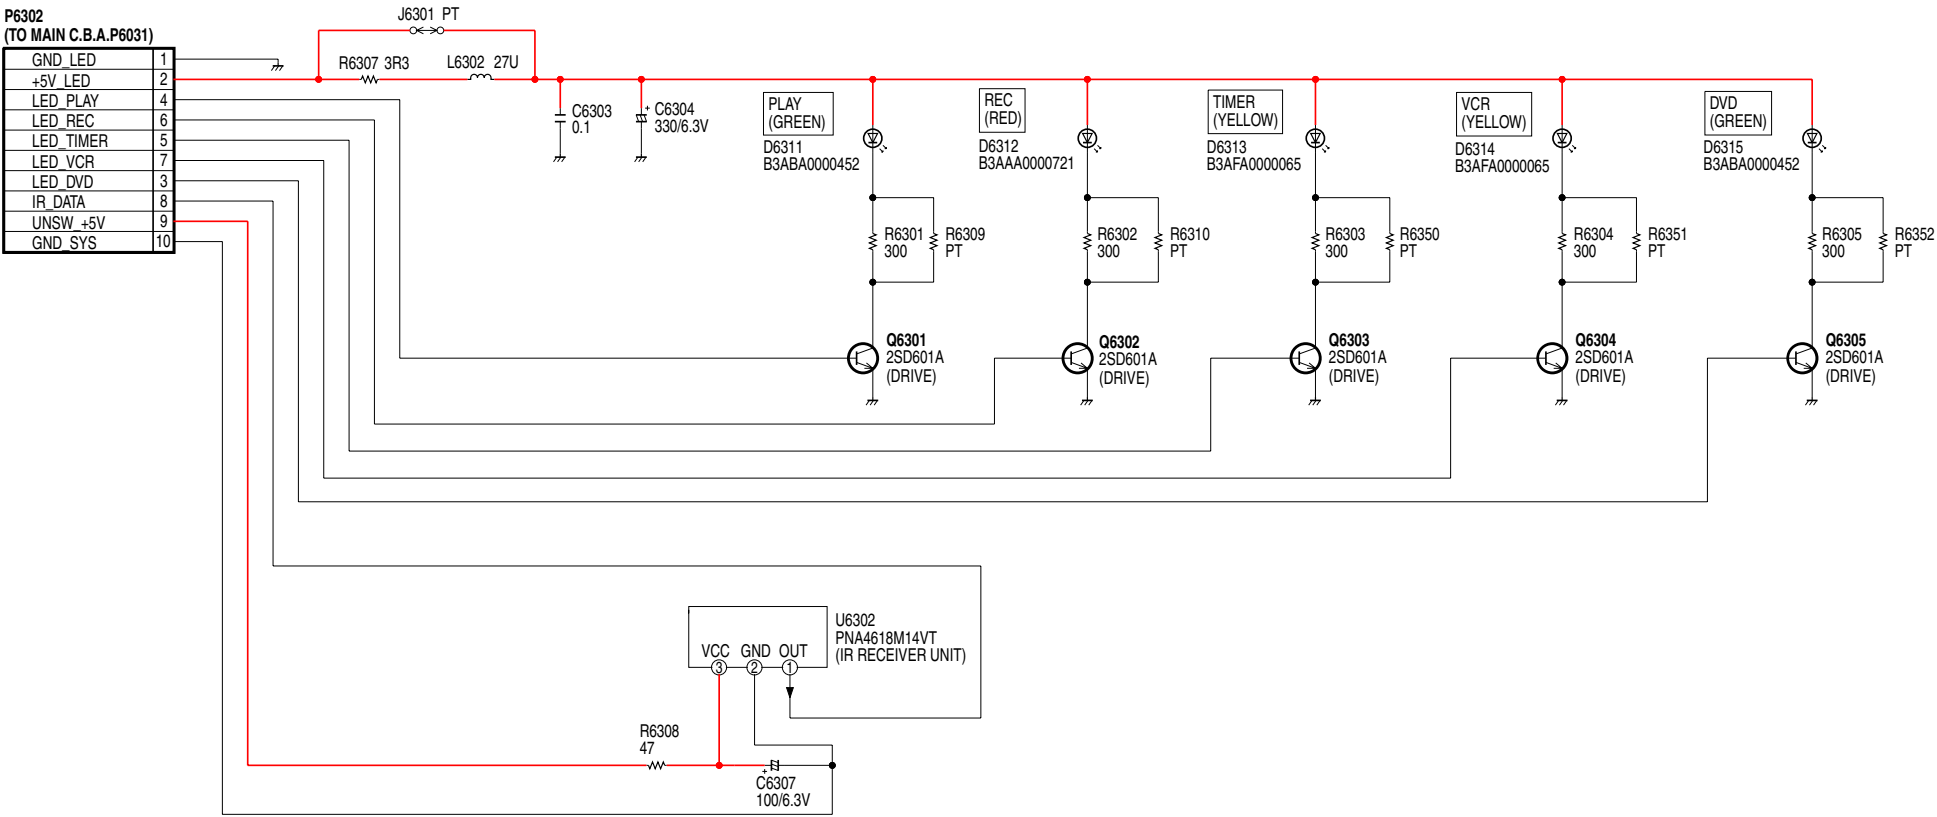 P6302
(TO MAIN C.B.A.P6031)
GND_LED 1
+5V_LED 2
LED_PLAY 4
LED_REC 6
LED_TIMER 5
LED_VCR 7
LED_DVD 3
IR_DATA 8
UNSW_+5V 9
GND_SYS 10
J6301 PT
R6307 3R3
L6302 27U
C6303
0.1
+
C6304
330/6.3V
PLAY
(GREEN)
D6311
B3ABA0000452
REC
(RED)
D6312
B3AAA0000721
TIMER
(YELLOW)
D6313
B3AFA0000065
VCR
(YELLOW)
D6314
B3AFA0000065
DVD
(GREEN)
D6315
B3ABA0000452
R6301
300
R6309
PT
R6302
300
R6310
PT
R6303
300
R6350
PT
R6304
300
R6351
PT
R6305
300
R6352
PT
Q6301
2SD601A
(DRIVE)
Q6302
2SD601A
(DRIVE)
Q6303
2SD601A
(DRIVE)
Q6304
2SD601A
(DRIVE)
Q6305
2SD601A
(DRIVE)
U6302
PNA4618M14VT
(IR RECEIVER UNIT)
VCC GND OUT
3 2 1
R6308
47
+
C6307
100/6.3V